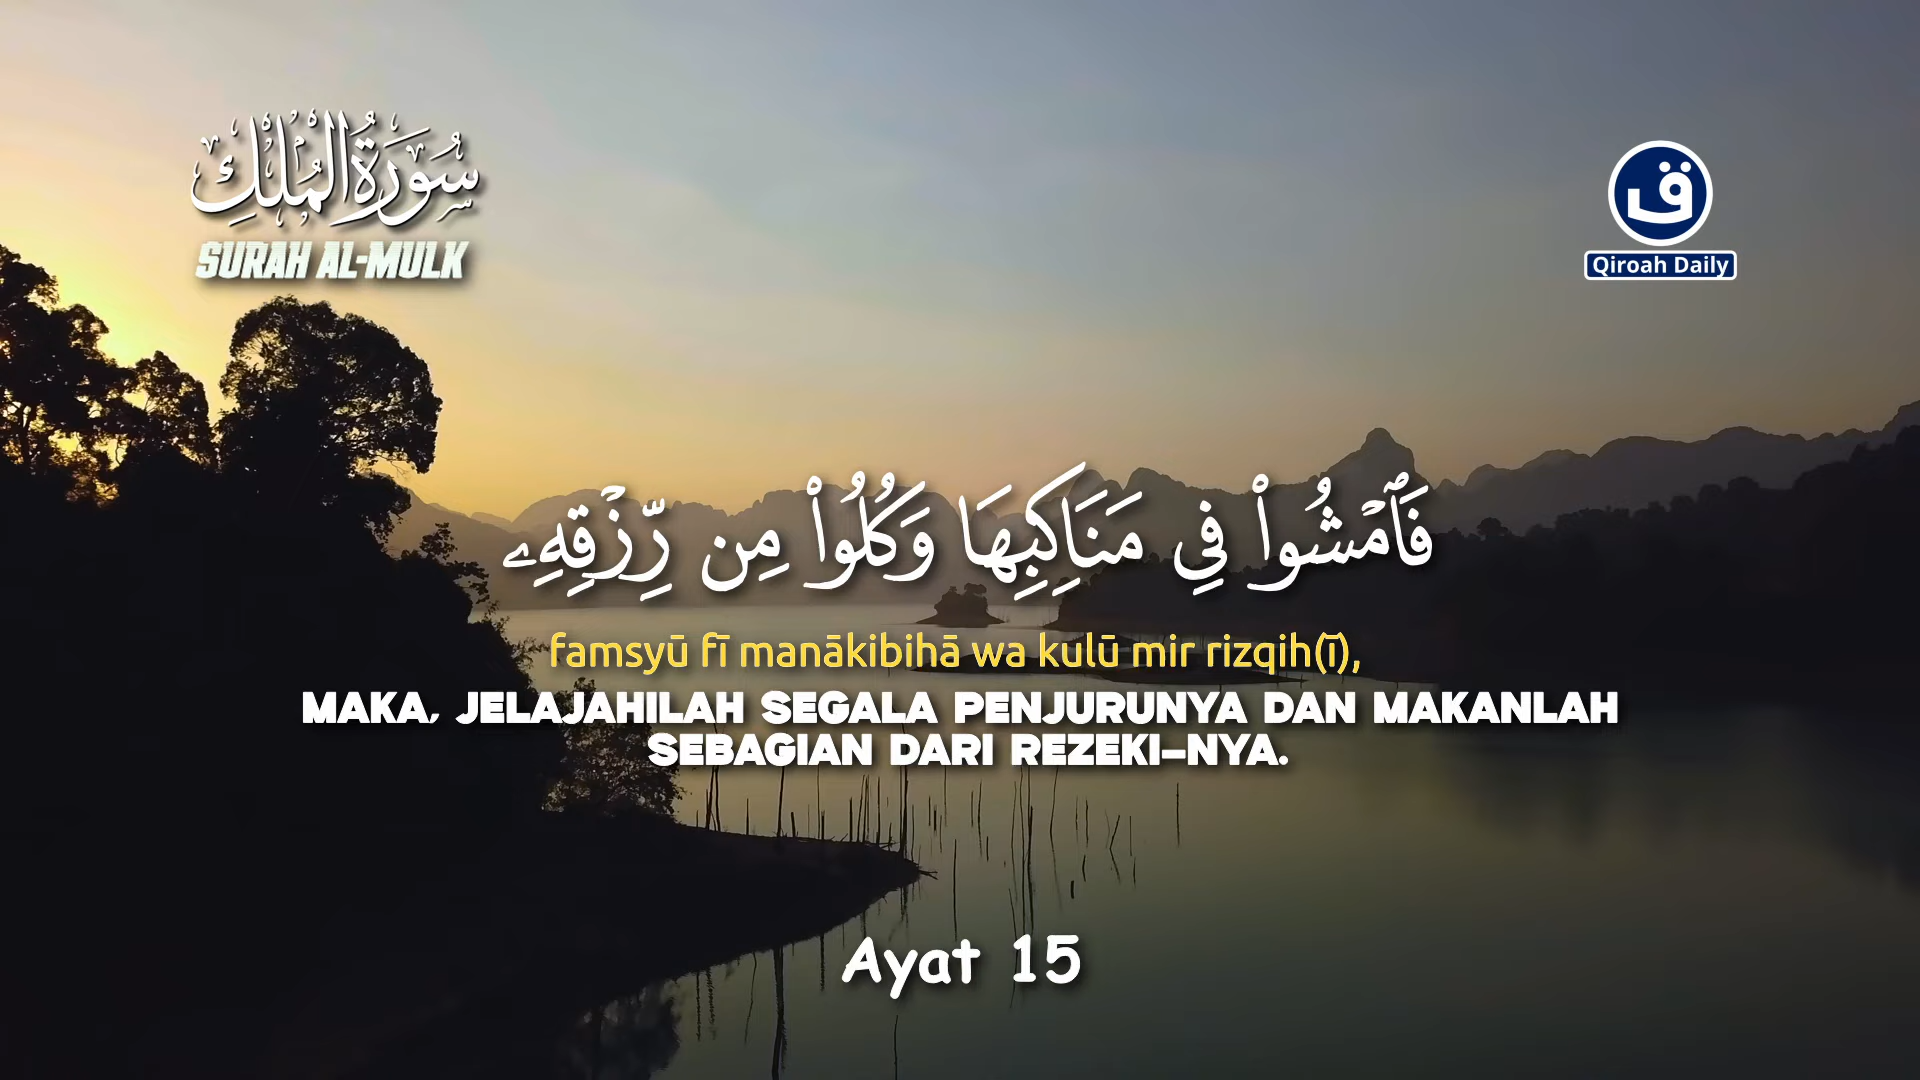 سُورَةُ الْمُلْكِ
SURAH AL-MULK
ق
Qiroah Daily
فَٱمْشُوا۟ فِى مَنَاكِبِهَا وَكُلُوا۟ مِن رِّزْقِهِۦ
famsyū fī manākibihā wa kulū mir rizqih(ī),
MAKA, JELAJAHILAH SEGALA PENJURUNYA DAN MAKANLAH
SEBAGIAN DARI REZEKI-NYA.
Ayat 15